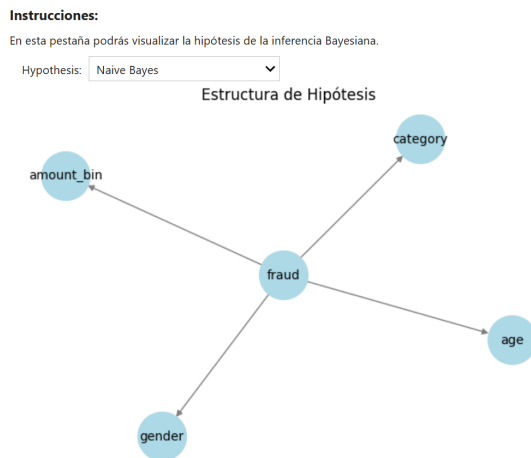 Instrucciones:
En esta pestaña podrás visualizar la hipótesis de la inferencia Bayesiana.
Hypothesis: Naive Bayes
Estructura de Hipótesis
category
amount_bin
fraud
age
gender